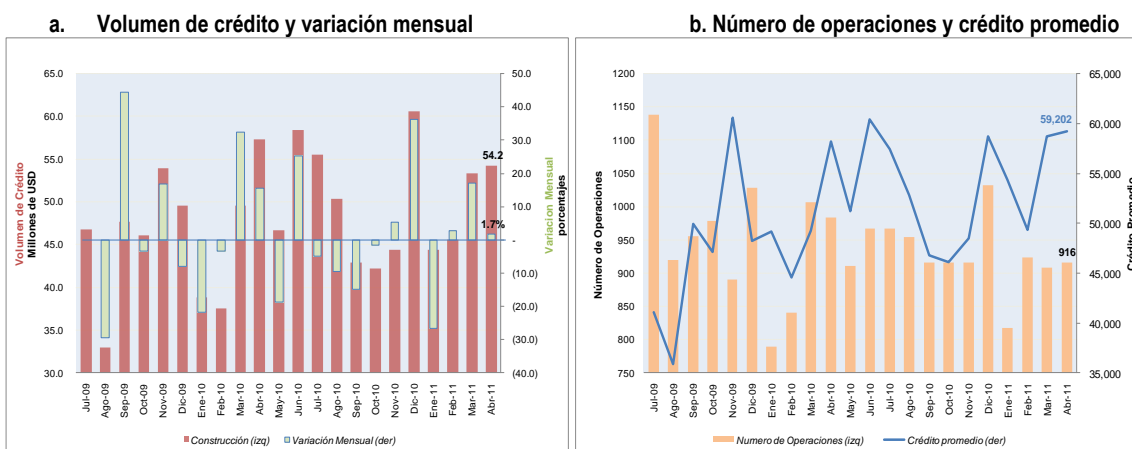 a. Volumen de crédito y variación mensual
65.0
60.0
55.0
50.0
45.0
40.0
35.0
30.0
Volumen de Crédito
Millones de USD
50.0
40.0
30.0
20.0
10.0
-
(10.0)
(20.0)
(30.0)
(40.0)
Variacion Mensual
porcentajes
54.2
1.7%
Jul-09
Ago-09
Sep-09
Oct-09
Nov-09
Dic-09
Ene-10
Feb-10
Mar-10
Abr-10
May-10
Jun-10
Jul-10
Ago-10
Sep-10
Oct-10
Nov-10
Dic-10
Ene-11
Feb-11
Mar-11
Abr-11
Construcción (izq)
Variación Mensual (der)
b. Número de operaciones y crédito promedio
1200
1150
1100
1050
1000
950
900
850
800
750
Número de Operaciones
65,000
60,000
55,000
50,000
45,000
40,000
35,000
Crédito Promedio
59,202
916
Jul-09
Ago-09
Sep-09
Oct-09
Nov-09
Dic-09
Ene-10
Feb-10
Mar-10
Abr-10
May-10
Jun-10
Jul-10
Ago-10
Sep-10
Oct-10
Nov-10
Dic-10
Ene-11
Feb-11
Mar-11
Abr-11
Numero de Operaciones (izq)
Crédito promedio (der)